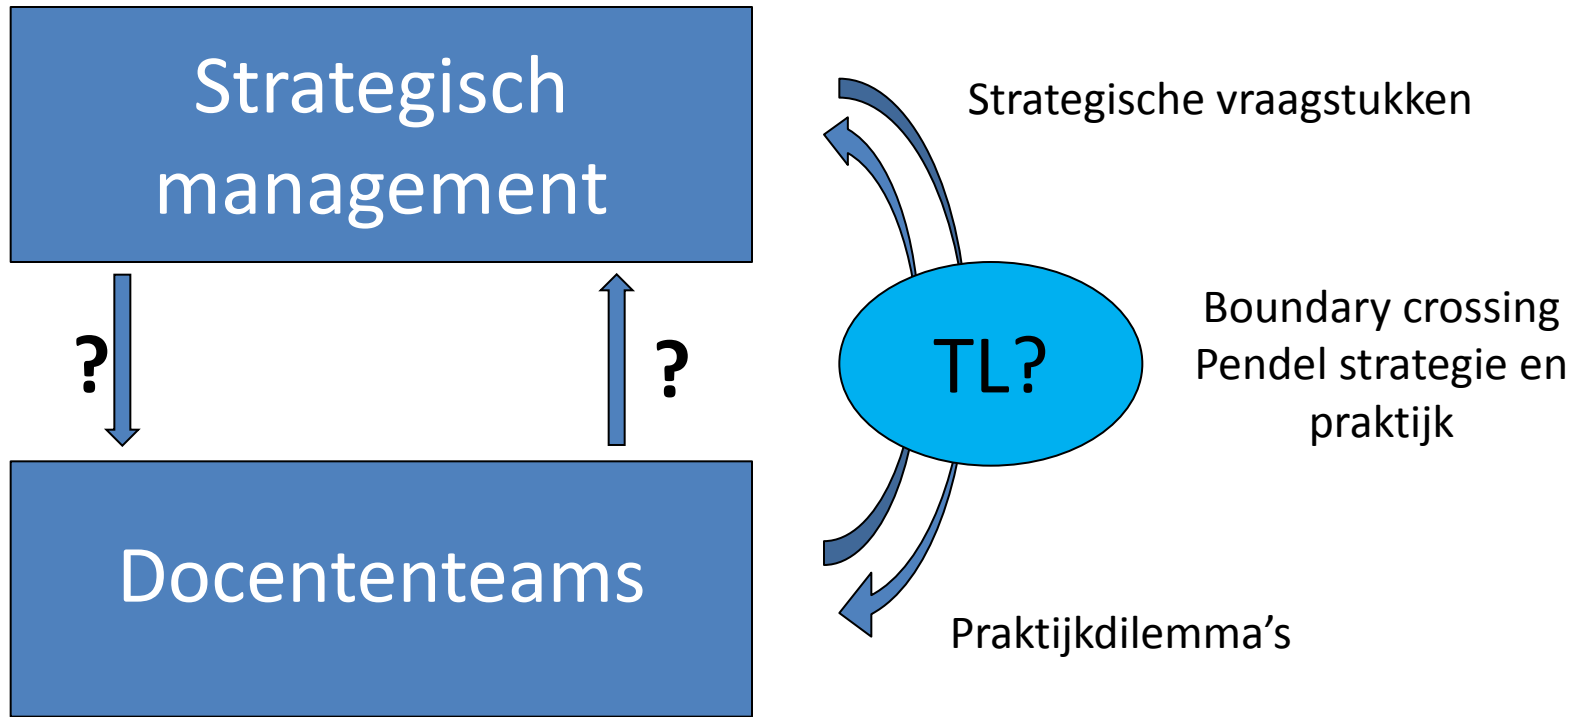 Strategisch
management
Strategische vraagstukken
?
?
TL?
Boundary crossing
Pendel strategie en
praktijk
Docententeams
Praktijkdilemma’s